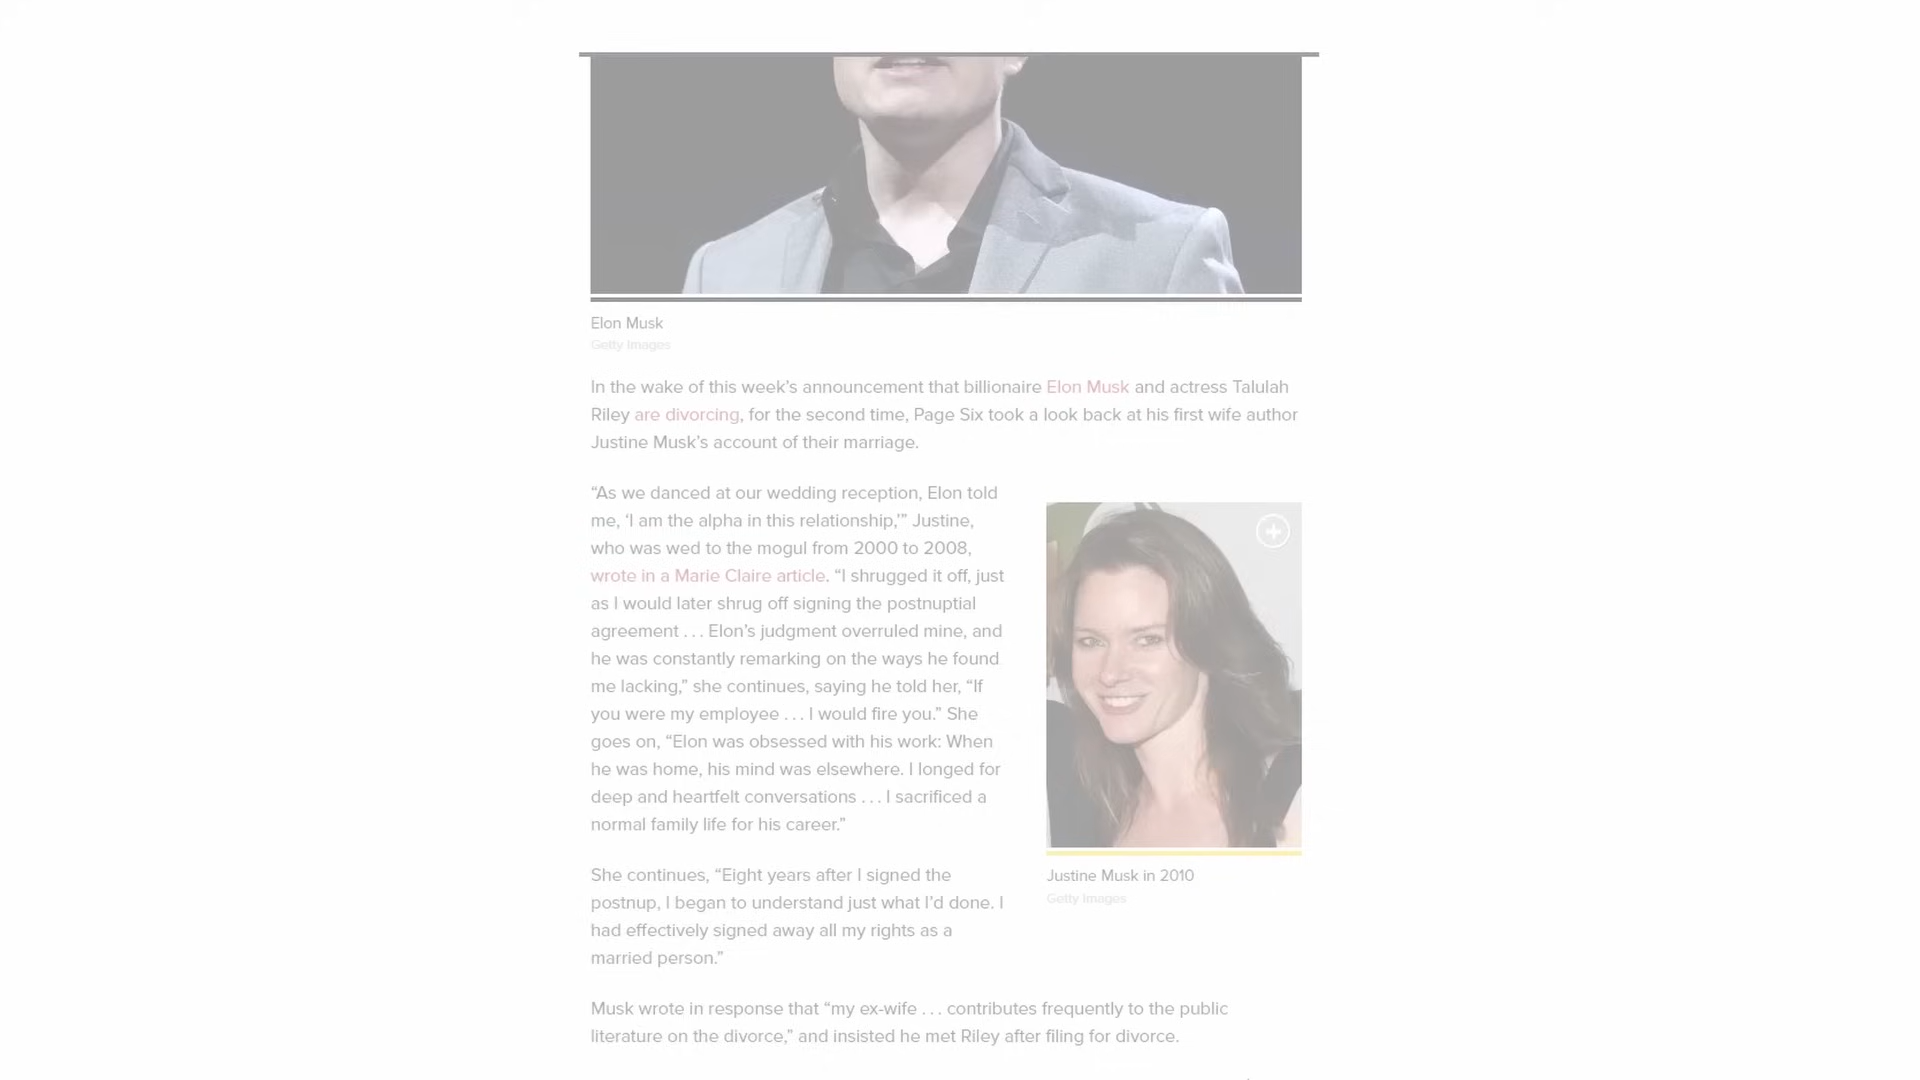 Elon Musk
Getty Images
In the wake of this week's announcement that billionaire Elon Musk and actress Talulah
Riley are divorcing, for the second time, Page Six took a look back at his first wife author
Justine Musk's account of their marriage.
“As we danced at our wedding reception, Elon told
me, ‘I am the alpha in this relationship,’” Justine,
who was wed to the mogul from 2000 to 2008,
wrote in a Marie Claire article. “I shrugged it off, just
as I would later shrug off signing the postnuptial
agreement . . . Elon’s judgment overruled mine, and
he was constantly remarking on the ways he found
me lacking,” she continues, saying he told her, “If
you were my employee . . . I would fire you.” She
goes on, “Elon was obsessed with his work: When
he was home, his mind was elsewhere. I longed for
deep and heartfelt conversations . . . I sacrificed a
normal family life for his career.”
Justine Musk in 2010
Getty Images
She continues, “Eight years after I signed the
postnup, I began to understand just what I’d done. I
had effectively signed away all my rights as a
married person.”
Musk wrote in response that “my ex-wife . . . contributes frequently to the public
literature on the divorce,” and insisted he met Riley after filing for divorce.